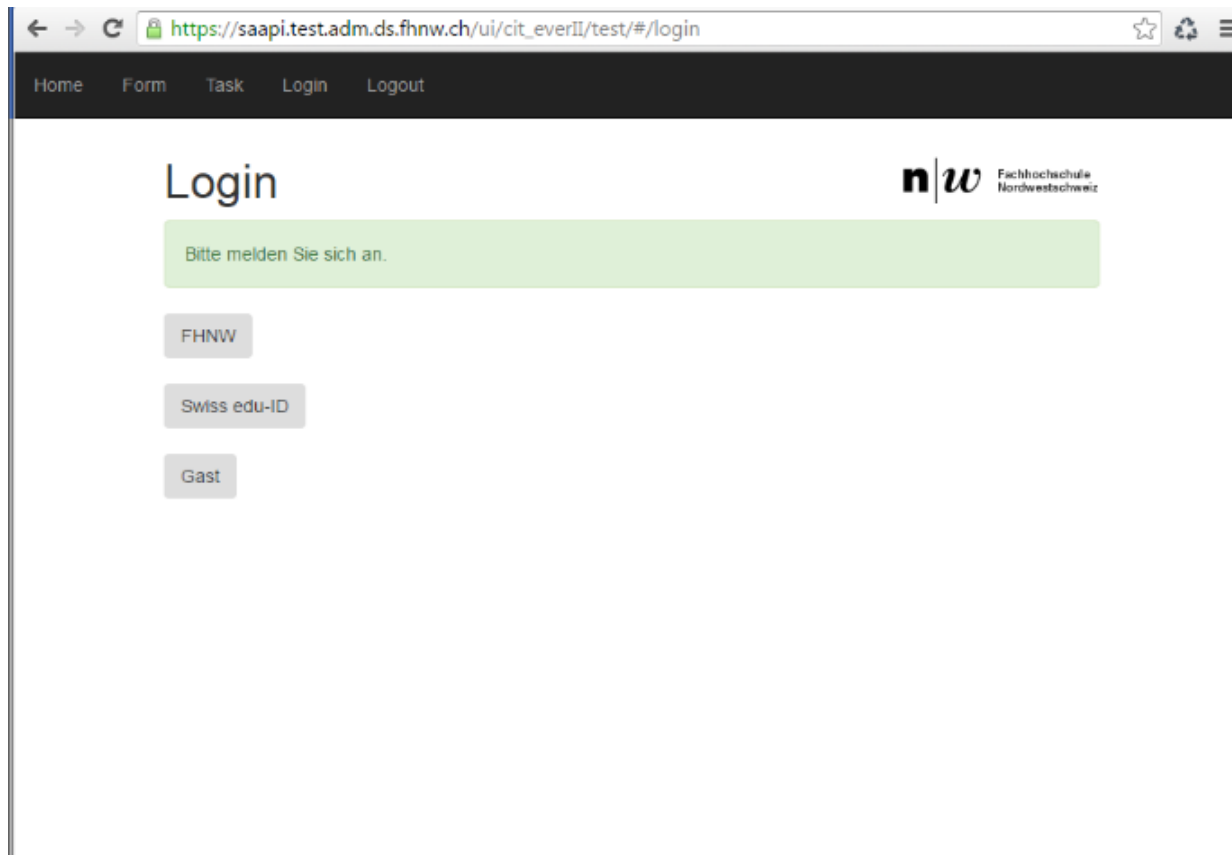 https://saapi.test.adm.ds.fhnw.ch/ui/cit_everII/test/#/login
Home Form Task Login Logout
Login
n|w Fachhochschule
Nordwestschweiz
Bitte melden Sie sich an.
FHNW
Swiss edu-ID
Gast